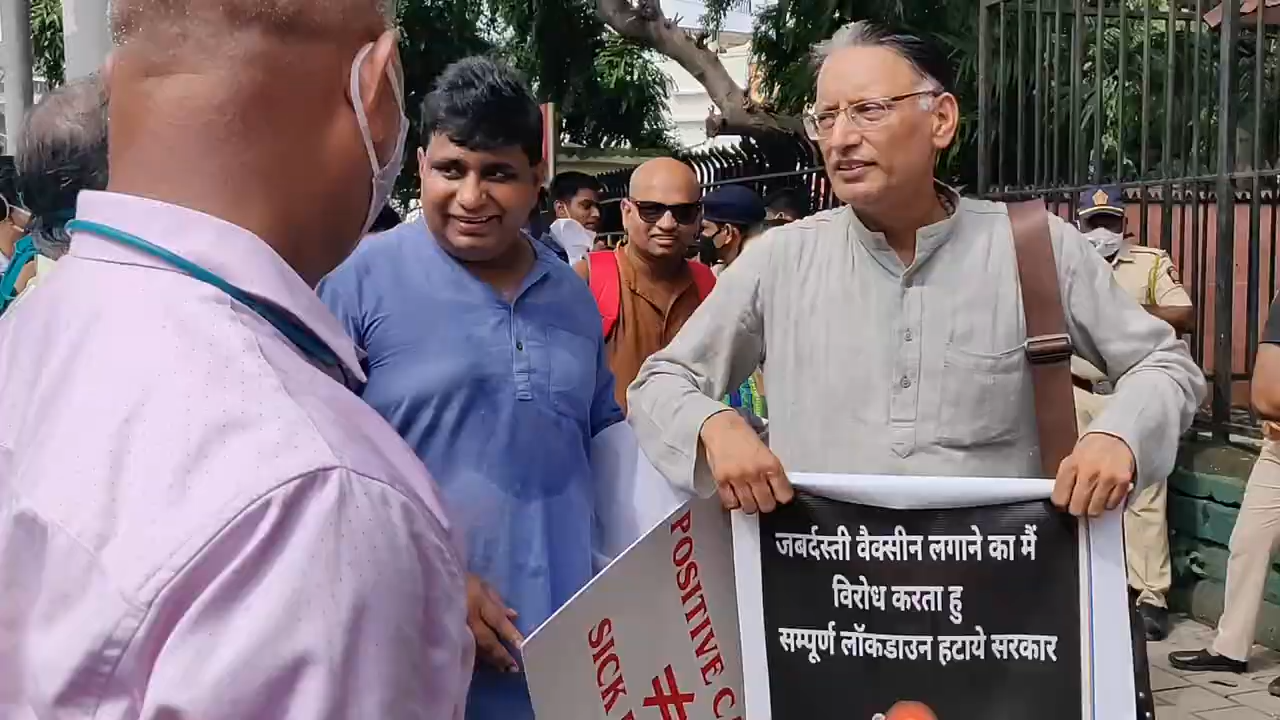 जबर्दस्ती वैक्सीन लगाने का मैं
विरोध करता हु
सम्पूर्ण लॉकडाउन हटाये सरकार
POSITIVE
≠
SICK